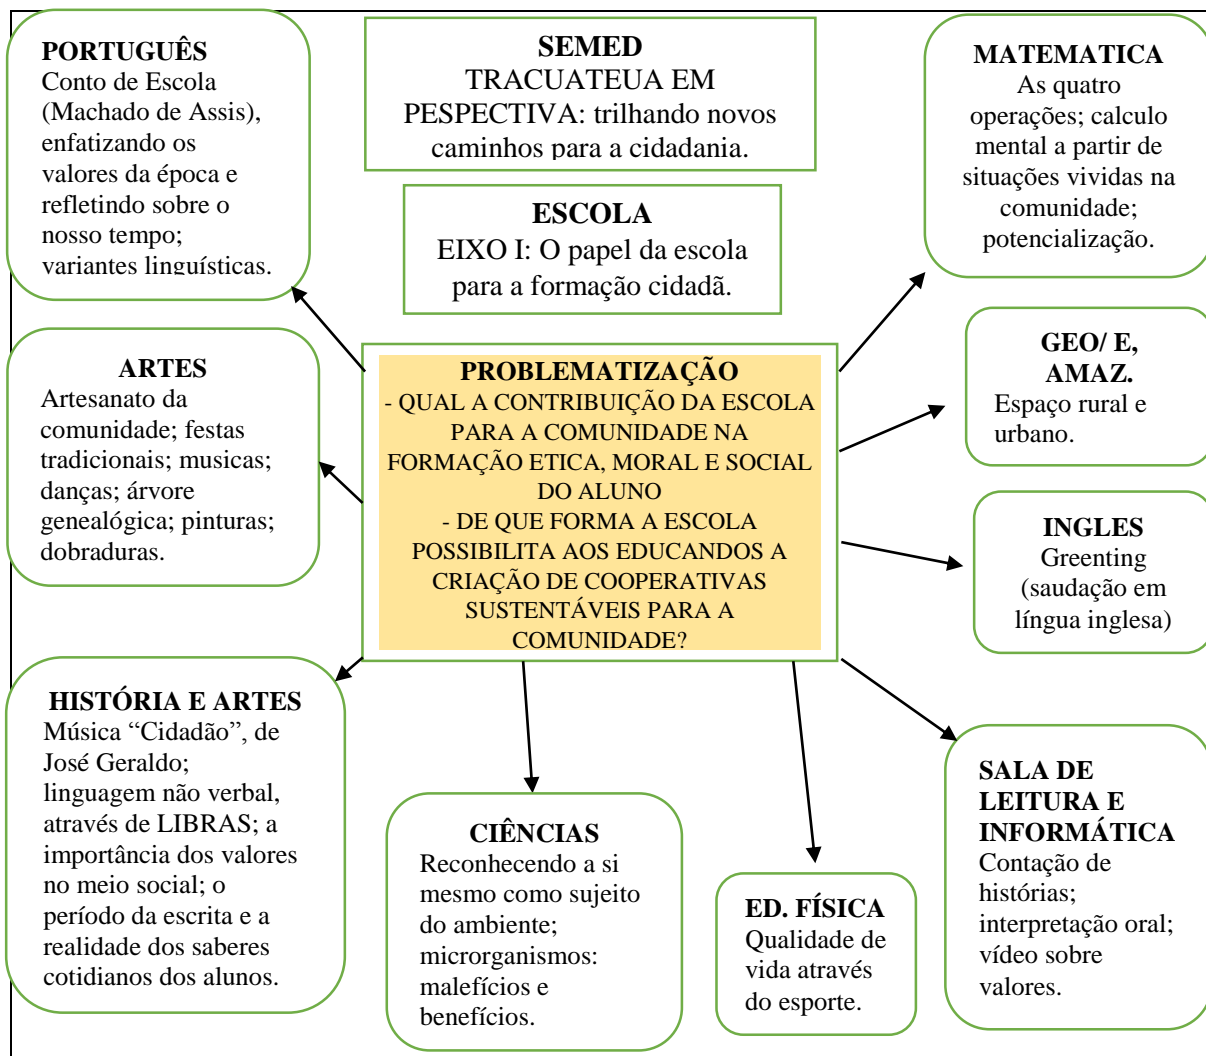 PORTUGUÊS
Conto de Escola
(Machado de Assis),
enfatizando os
valores da época e
refletindo sobre o
nosso tempo;
variantes linguísticas.
SEMED
TRACUATEUA EM
PESPECTIVA: trilhando novos
caminhos para a cidadania.
MATEMATICA
As quatro
operações; calculo
mental a partir de
situações vividas na
comunidade;
potencialização.
ESCOLA
EIXO I: O papel da escola
para a formação cidadã.
ARTES
Artesanato da
comunidade; festas
tradicionais; musicas;
danças; árvore
genealógica; pinturas;
dobraduras.
PROBLEMATIZAÇÃO
- QUAL A CONTRIBUIÇÃO DA ESCOLA
PARA A COMUNIDADE NA
FORMAÇÃO ETICA, MORAL E SOCIAL
DO ALUNO
- DE QUE FORMA A ESCOLA
POSSIBILITA AOS EDUCANDOS A
CRIAÇÃO DE COOPERATIVAS
SUSTENTÁVEIS PARA A
COMUNIDADE?
GEO/ E,
AMAZ.
Espaço rural e
urbano.
INGLES
Greenting
(saudação em
língua inglesa)
HISTÓRIA E ARTES
Música “Cidadão”, de
José Geraldo;
linguagem não verbal,
através de LIBRAS; a
importância dos valores
no meio social; o
período da escrita e a
realidade dos saberes
cotidianos dos alunos.
CIÊNCIAS
Reconhecendo a si
mesmo como sujeito
do ambiente;
microrganismos:
malefícios e
benefícios.
ED. FÍSICA
Qualidade de
vida através
do esporte.
SALA DE
LEITURA E
INFORMÁTICA
Contação de
histórias;
interpretação oral;
vídeo sobre
valores.